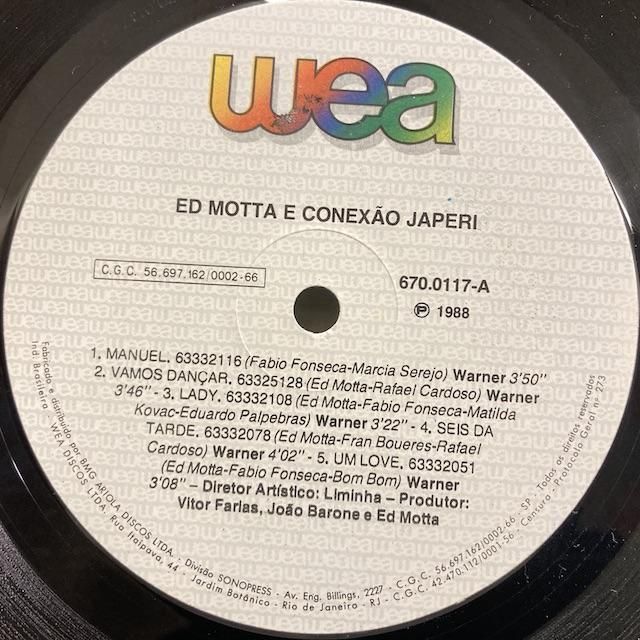 wea
ED MOTTA E CONEXÃO JAPERI
C.G.C. 56.697.162/0002-66
670.0117-A
℗ 1988
1. MANUEL, 63332116 (Fabio Fonseca-Marcia Serejo) Warner 3'50"
2. VAMOS DANÇAR, 63325128 (Ed Motta-Rafael Cardoso) Warner
3'46" - 3. LADY, 63332108 (Ed Motta-Fabio Fonseca-Matilda
Kovac-Eduardo Palpebras) Warner 3'22" - 4. SEIS DA
TARDE, 63332078 (Ed Motta-Fran Boueres-Rafael
Cardoso) Warner 4'02" - 5. UM LOVE, 63332051
(Ed Motta-Fabio Fonseca-Bom Bom) Warner
3'08" – Diretor Artístico: Liminha – Produtor:
Vitor Farias, João Barone e Ed Motta
Fabricado e distribuído por BMG ARIOLA DISCOS LTDA. - Divisão SONOPRESS - Av. Eng. Billings, 2227 - C.G.C. 56.697.162/0002-66 - SP - Todos os direitos reservados
Ind. Brasileira - WEA DISCOS LTDA. Rua Itaipava, 44 - Jardim Botânico - Rio de Janeiro - RJ - C.G.C. 42.470.112/0001-56 - Censura - Protocolo Geral nº 273